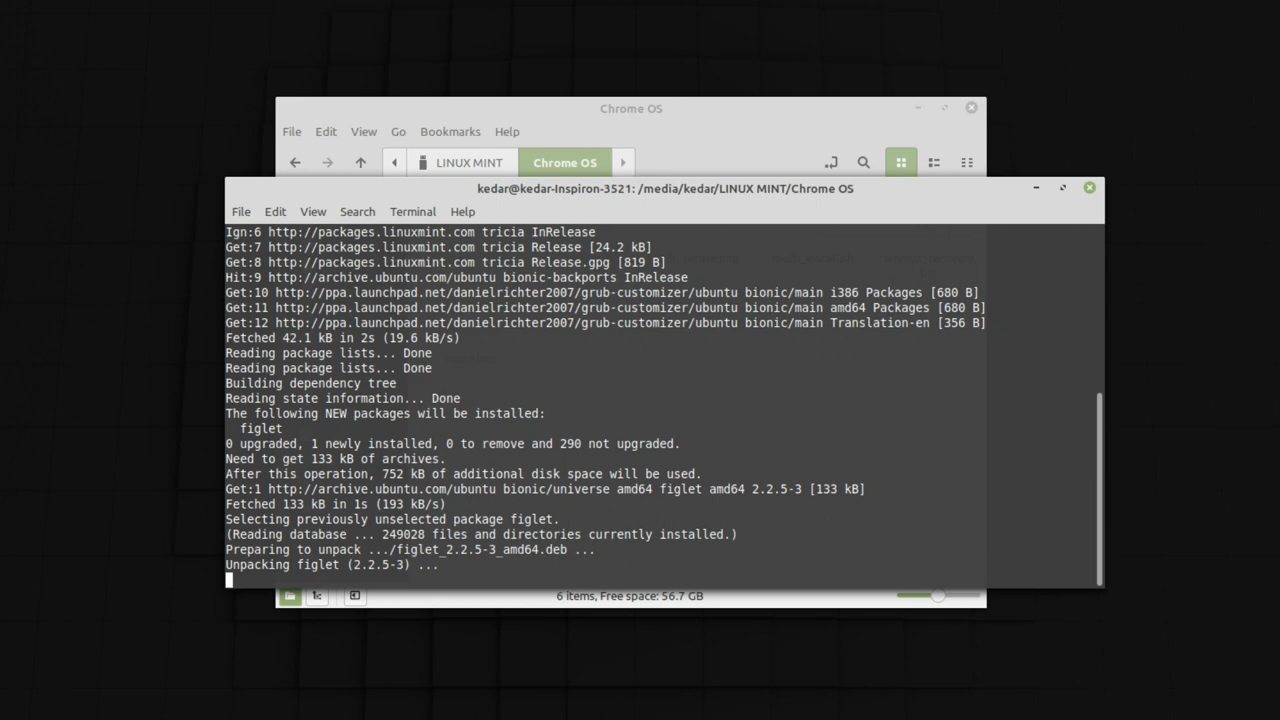 Chrome OS
File Edit View Go Bookmarks Help
LINUX MINT Chrome OS
kedar@kedar-Inspiron-3521: /media/kedar/LINUX MINT/Chrome OS
File Edit View Search Terminal Help
Ign:6 http://packages.linuxmint.com tricia InRelease
Get:7 http://packages.linuxmint.com tricia Release [24.2 kB]
Get:8 http://packages.linuxmint.com tricia Release.gpg [819 B]
Hit:9 http://archive.ubuntu.com/ubuntu bionic-backports InRelease
Get:10 http://ppa.launchpad.net/danielrichter2007/grub-customizer/ubuntu bionic/main i386 Packages [680 B]
Get:11 http://ppa.launchpad.net/danielrichter2007/grub-customizer/ubuntu bionic/main amd64 Packages [680 B]
Get:12 http://ppa.launchpad.net/danielrichter2007/grub-customizer/ubuntu bionic/main Translation-en [356 B]
Fetched 42.1 kB in 2s (19.6 kB/s)
Reading package lists... Done
Reading package lists... Done
Building dependency tree
Reading state information... Done
The following NEW packages will be installed:
figlet
0 upgraded, 1 newly installed, 0 to remove and 290 not upgraded.
Need to get 133 kB of archives.
After this operation, 752 kB of additional disk space will be used.
Get:1 http://archive.ubuntu.com/ubuntu bionic/universe amd64 figlet amd64 2.2.5-3 [133 kB]
Fetched 133 kB in 1s (193 kB/s)
Selecting previously unselected package figlet.
(Reading database ... 249028 files and directories currently installed.)
Preparing to unpack .../figlet_2.2.5-3_amd64.deb ...
Unpacking figlet (2.2.5-3) ...
6 items, Free space: 56.7 GB